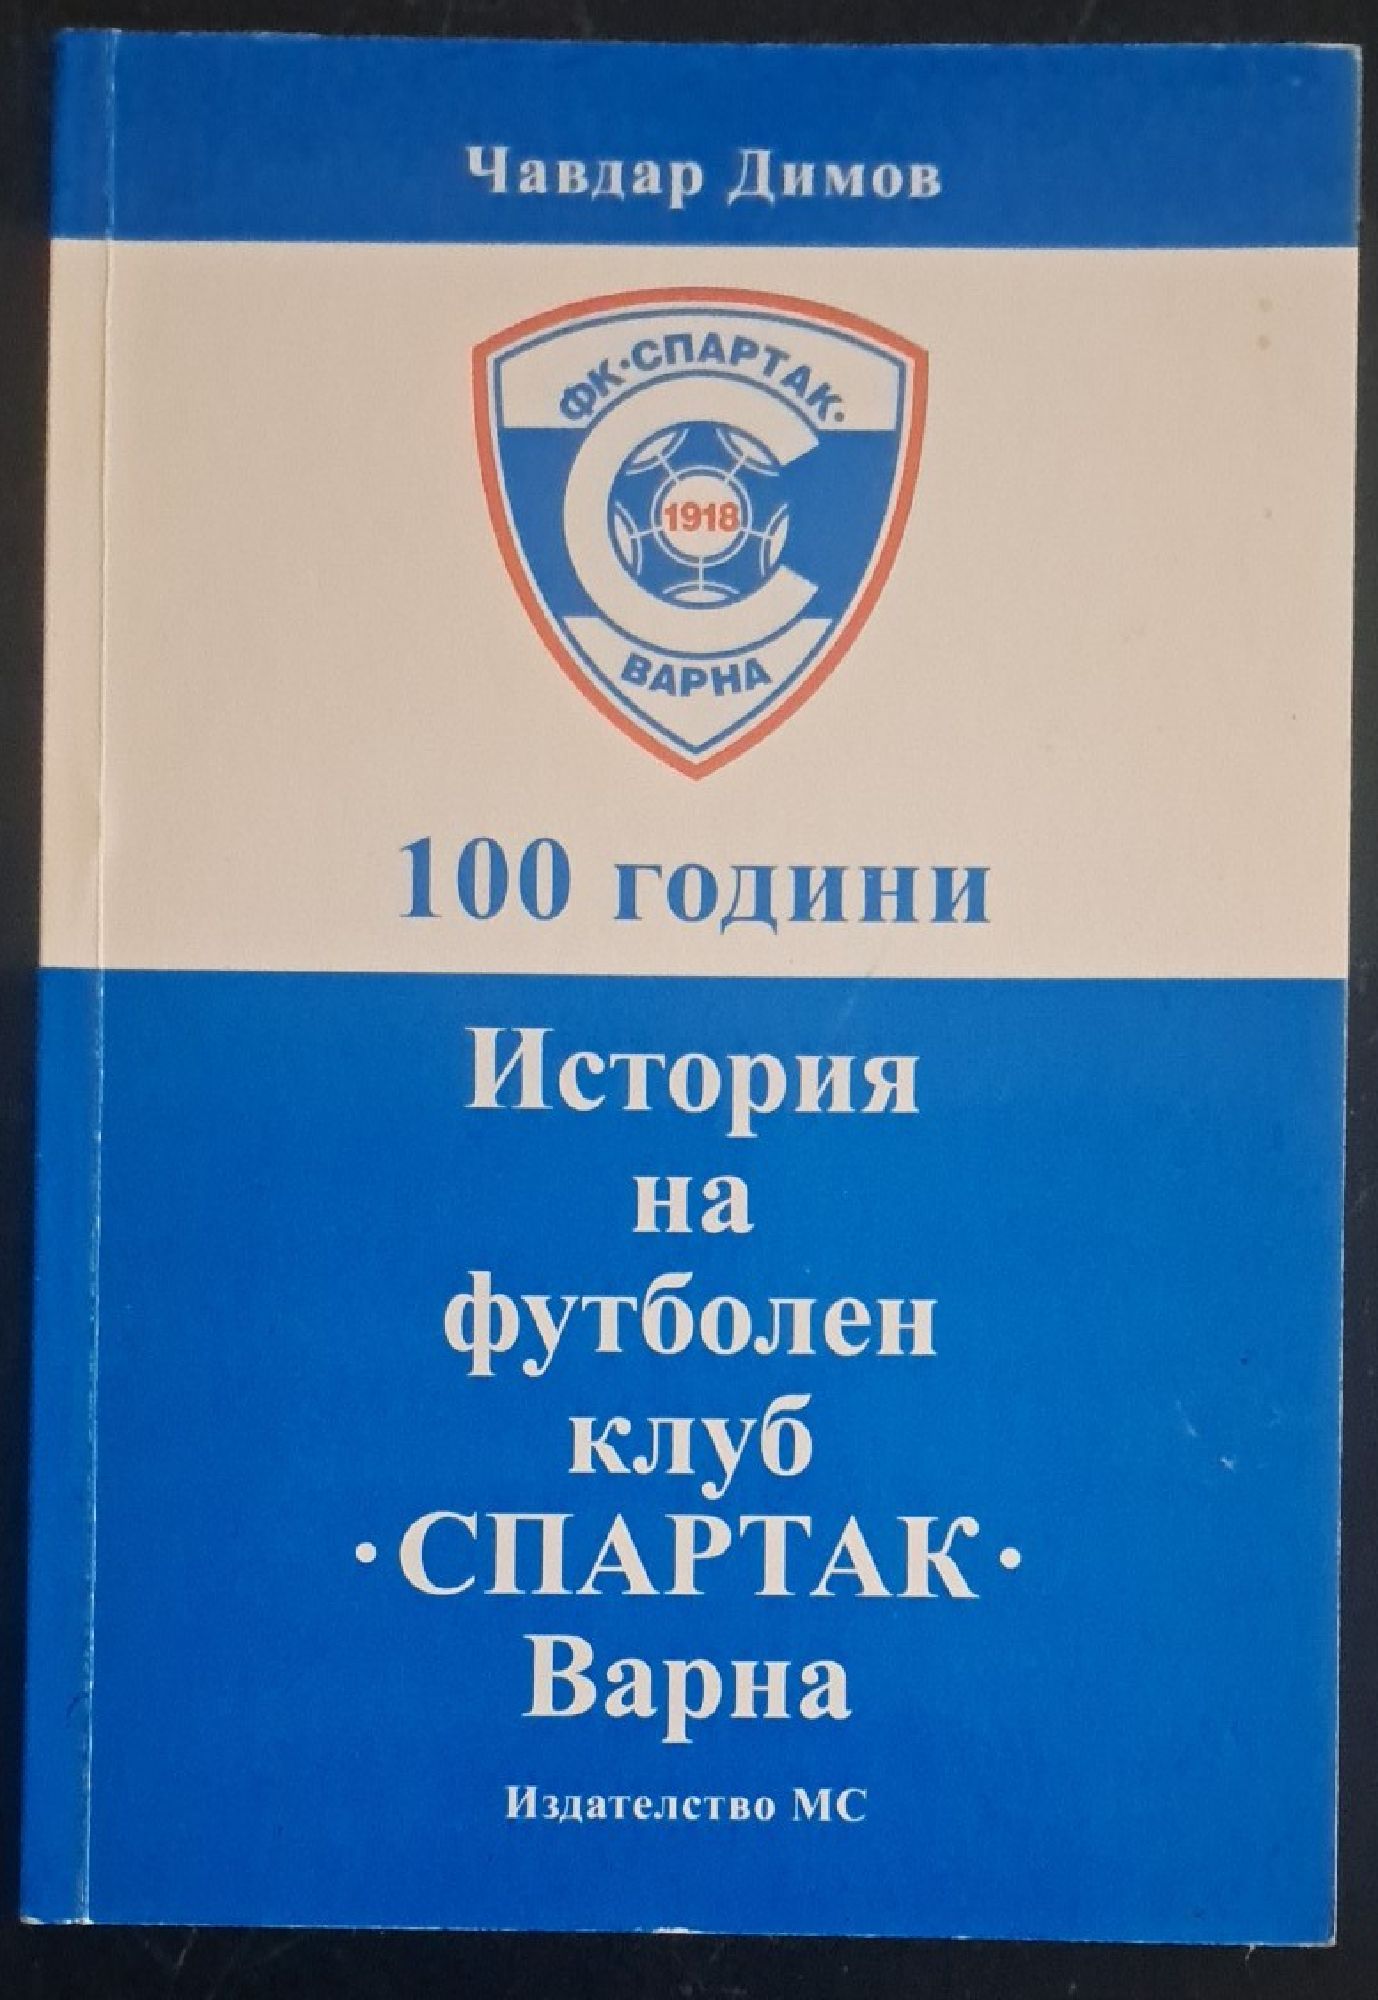 Чавдар Димов
ФК·СПАРТАК·
1918
ВАРНА
100 години
История
на
футболен
клуб
·СПАРТАК·
Варна
Издателство МС